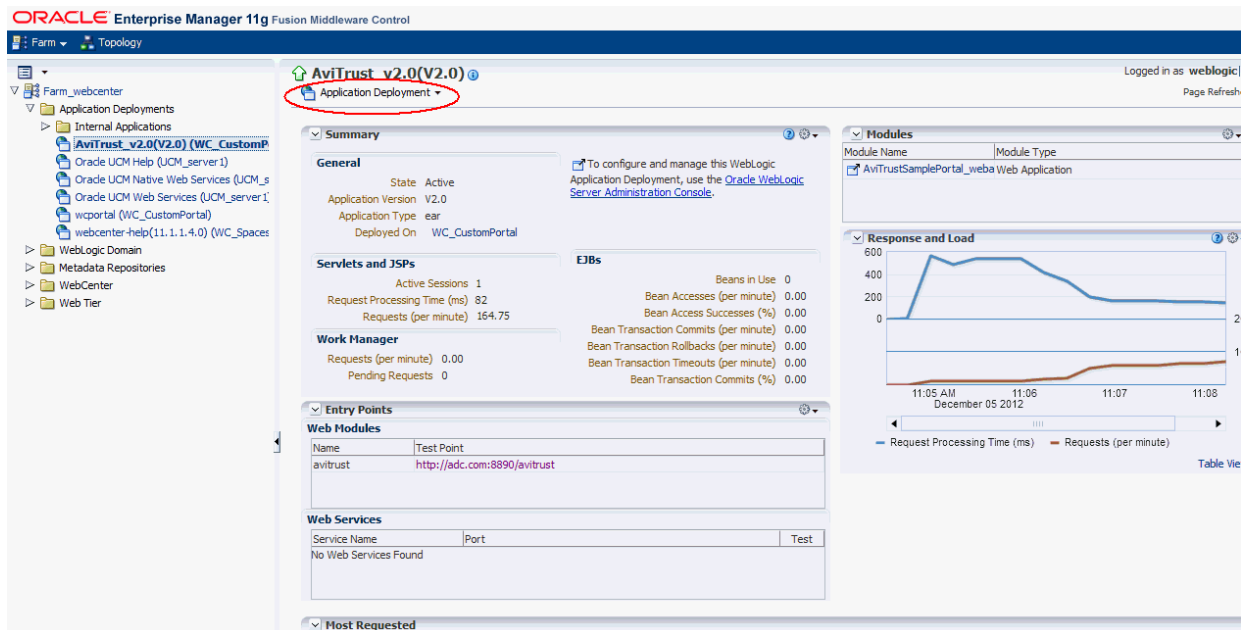 ORACLE Enterprise Manager 11g Fusion Middleware Control
Farm Topology
Farm_webcenter
Application Deployments
Internal Applications
AviTrust_v2.0(V2.0) (WC_CustomP
Oracle UCM Help (UCM_server1)
Oracle UCM Native Web Services (UCM_s
Oracle UCM Web Services (UCM_server1)
wcportal (WC_CustomPortal)
webcenter-help(11.1.1.4.0) (WC_Spaces
WebLogic Domain
Metadata Repositories
WebCenter
Web Tier
AviTrust_v2.0(V2.0)
Application Deployment
Logged in as weblogic
Page Refreshe
Summary
General
State Active
Application Version V2.0
Application Type ear
Deployed On WC_CustomPortal
To configure and manage this WebLogic
Application Deployment, use the Oracle WebLogic
Server Administration Console.
Servlets and JSPs
Active Sessions 1
Request Processing Time (ms) 82
Requests (per minute) 164.75
Work Manager
Requests (per minute) 0.00
Pending Requests 0
EJBs
Beans in Use 0
Bean Accesses (per minute) 0.00
Bean Access Successes (%) 0.00
Bean Transaction Commits (per minute) 0.00
Bean Transaction Rollbacks (per minute) 0.00
Bean Transaction Timeouts (per minute) 0.00
Bean Transaction Commits (%) 0.00
Entry Points
Web Modules
Name Test Point
avitrust http://adc.com:8890/avitrust
Web Services
Service Name Port Test
No Web Services Found
Most Requested
Modules
Module Name Module Type
AviTrustSamplePortal_weba Web Application
Response and Load
600
400
200
0
11:05 AM 11:06 11:07 11:08
December 05 2012
Request Processing Time (ms) Requests (per minute)
Table Vie